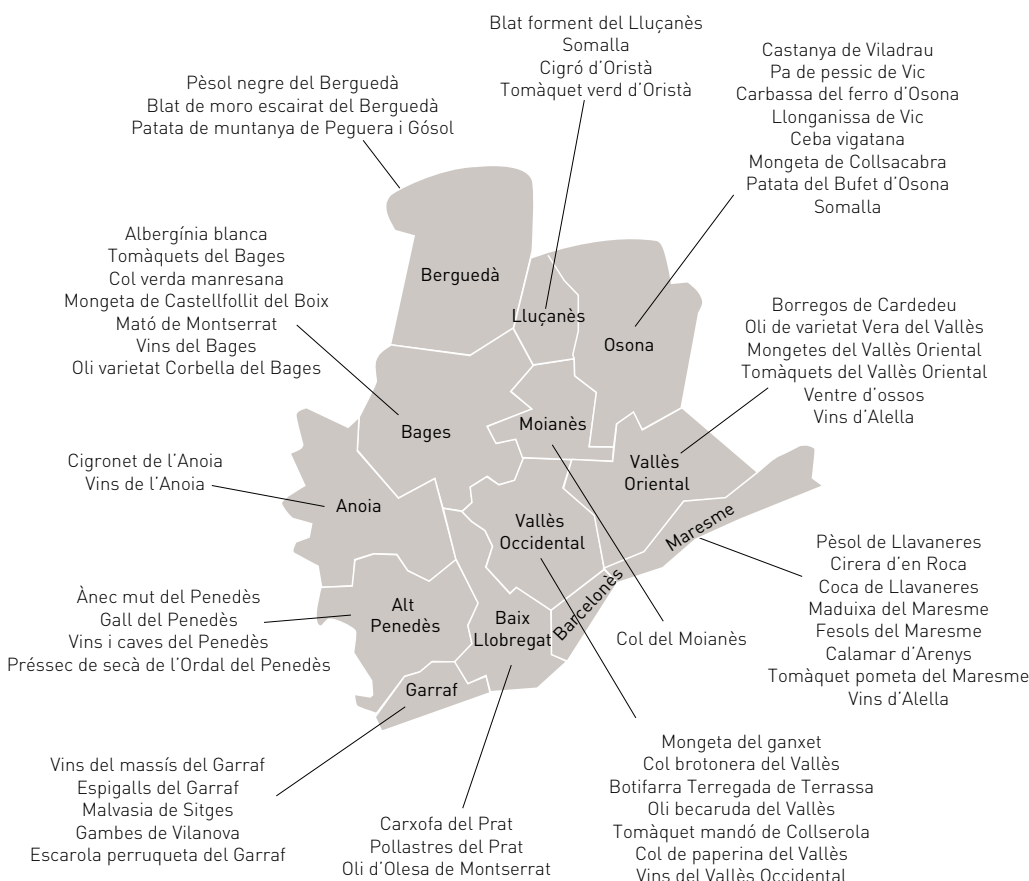 Blat forment del Lluçanès
Somalla
Cigró d'Oristà
Tomàquet verd d'Oristà
Castanya de Viladrau
Pa de pessic de Vic
Carbassa del ferro d'Osona
Llonganissa de Vic
Ceba vigatana
Mongeta de Collsacabra
Patata del Bufet d'Osona
Somalla
Pèsol negre del Berguedà
Blat de moro escairat del Berguedà
Patata de muntanya de Peguera i Gósol
Albergínia blanca
Tomàquets del Bages
Col verda manresana
Mongeta de Castellfollit del Boix
Mató de Montserrat
Vins del Bages
Oli varietat Corbella del Bages
Borregos de Cardedeu
Oli de varietat Vera del Vallès
Mongetes del Vallès Oriental
Tomàquets del Vallès Oriental
Ventre d'ossos
Vins d'Alella
Berguedà
Lluçanès
Osona
Bages
Moianès
Vallès
Oriental
Anoia
Vallès
Occidental
Maresme
Alt
Penedès
Baix
Llobregat
Barcelonès
Garraf
Cigronet de l'Anoia
Vins de l'Anoia
Ànec mut del Penedès
Gall del Penedès
Vins i caves del Penedès
Préssec de secà de l'Ordal del Penedès
Col del Moianès
Pèsol de Llavaneres
Cirera d'en Roca
Coca de Llavaneres
Maduixa del Maresme
Fesols del Maresme
Calamar d'Arenys
Tomàquet pometa del Maresme
Vins d'Alella
Vins del massís del Garraf
Espigalls del Garraf
Malvasia de Sitges
Gambes de Vilanova
Escarola perruqueta del Garraf
Carxofa del Prat
Pollastres del Prat
Oli d'Olesa de Montserrat
Mongeta del ganxet
Col brotonera del Vallès
Botifarra Terregada de Terrassa
Oli becaruda del Vallès
Tomàquet mandó de Collserola
Col de paperina del Vallès
Vins del Vallès Occidental